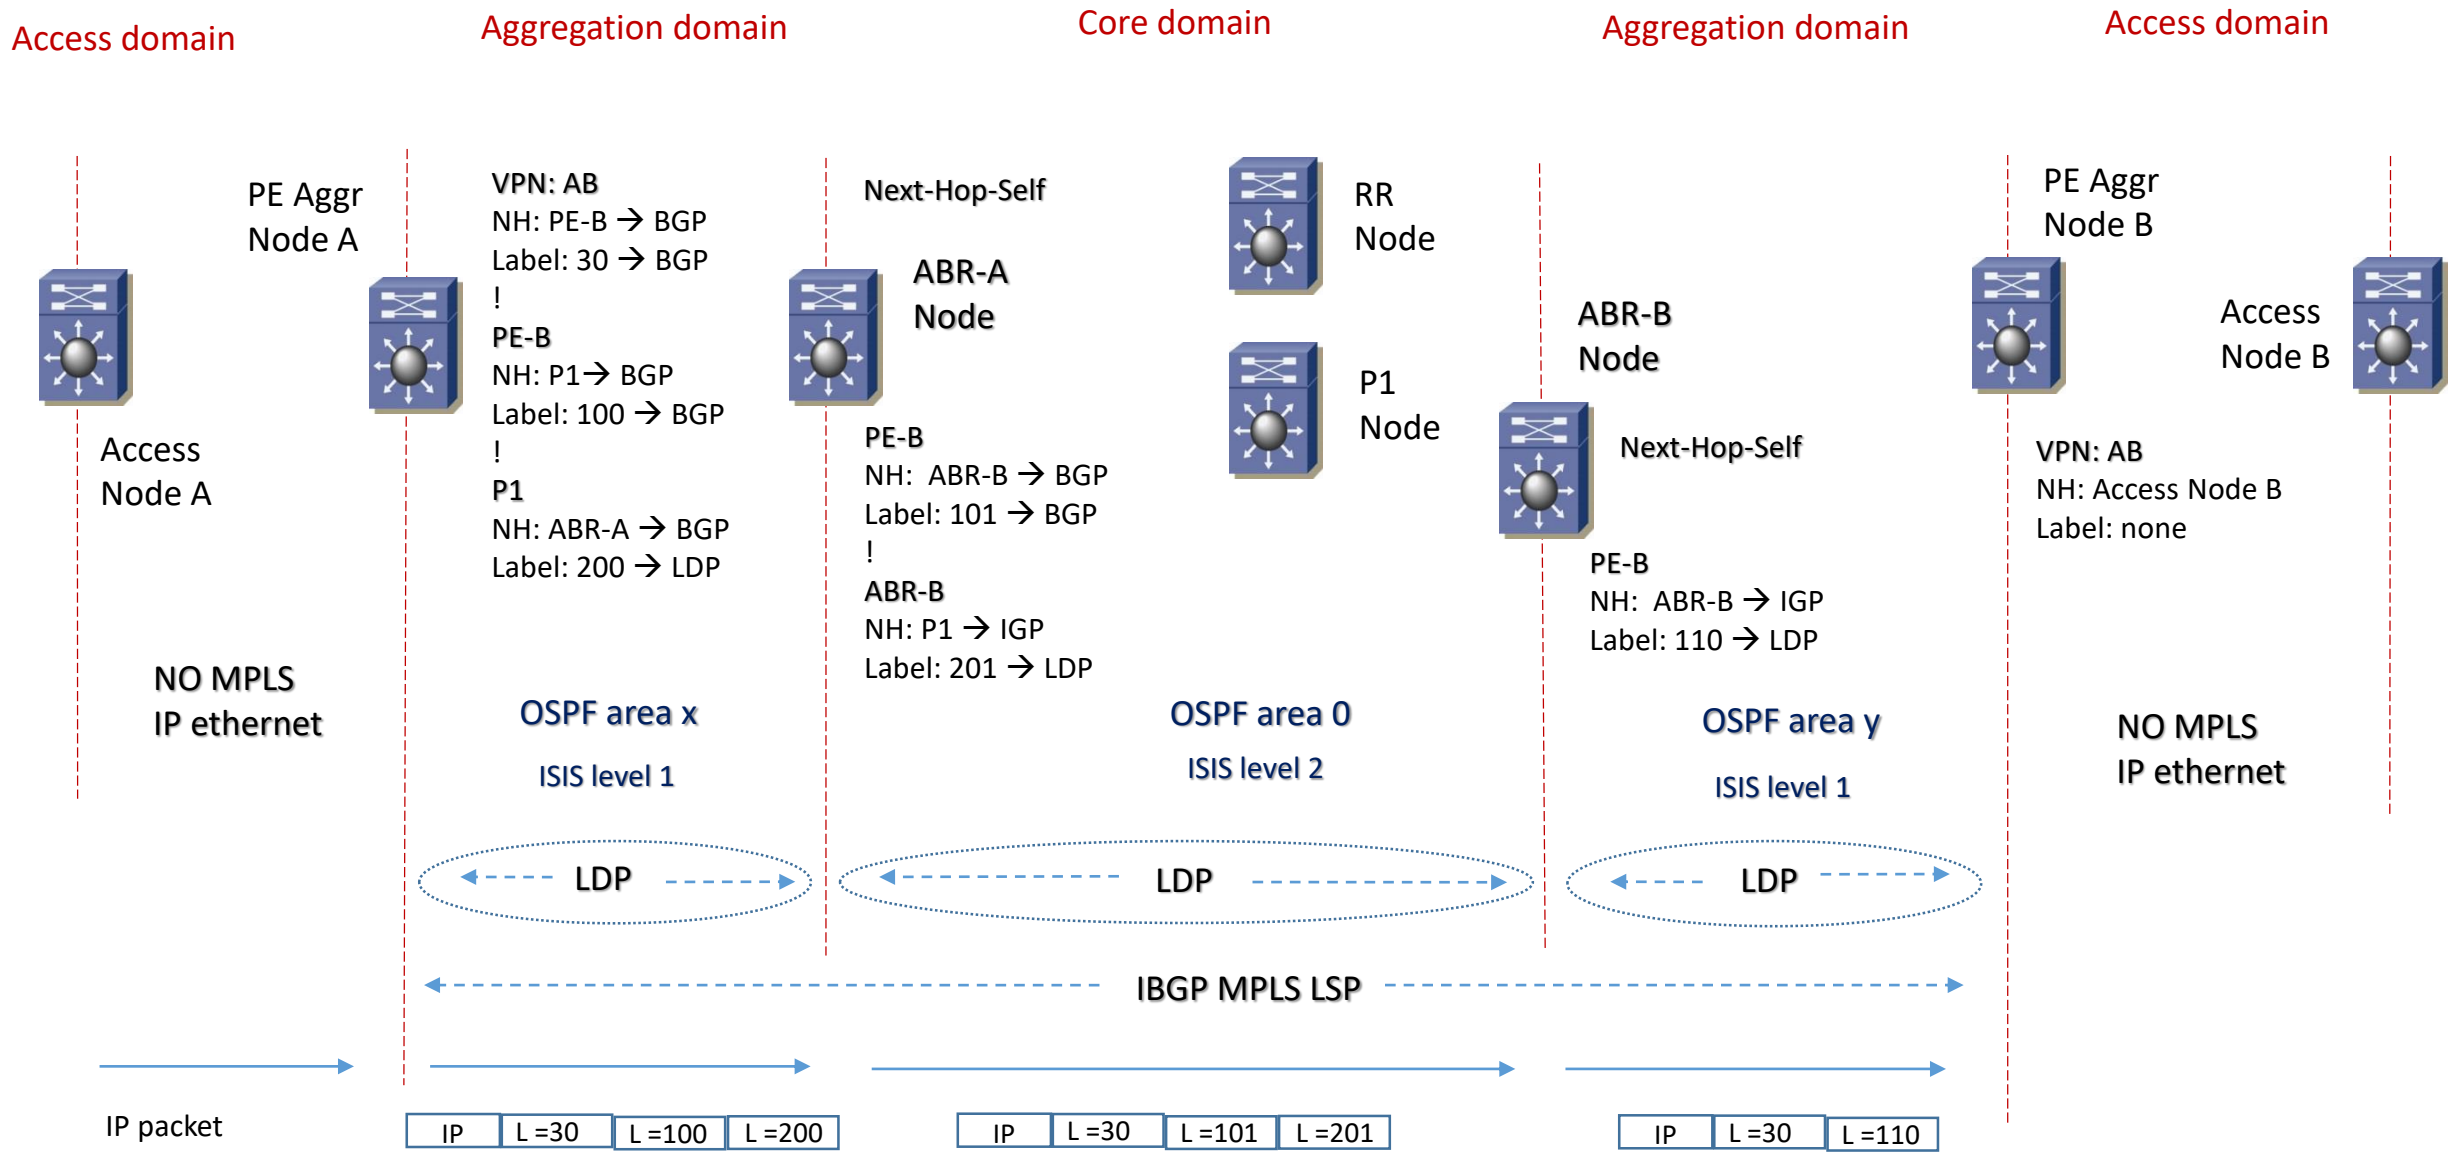 Access domain
Aggregation domain
Core domain
Aggregation domain
Access domain
PE Aggr
Node A
Access
Node A
NO MPLS
IP ethernet
VPN: AB
NH: PE-B → BGP
Label: 30 → BGP
!
PE-B
NH: P1→ BGP
Label: 100 → BGP
!
P1
NH: ABR-A → BGP
Label: 200 → LDP
OSPF area x
ISIS level 1
Next-Hop-Self
ABR-A
Node
PE-B
NH: ABR-B → BGP
Label: 101 → BGP
!
ABR-B
NH: P1 → IGP
Label: 201 → LDP
RR
Node
P1
Node
OSPF area 0
ISIS level 2
ABR-B
Node
Next-Hop-Self
PE-B
NH: ABR-B → IGP
Label: 110 → LDP
OSPF area y
ISIS level 1
PE Aggr
Node B
Access
Node B
VPN: AB
NH: Access Node B
Label: none
NO MPLS
IP ethernet
LDP
LDP
LDP
IBGP MPLS LSP
IP packet
IP L =30 L =100 L =200
IP L =30 L =101 L =201
IP L =30 L =110